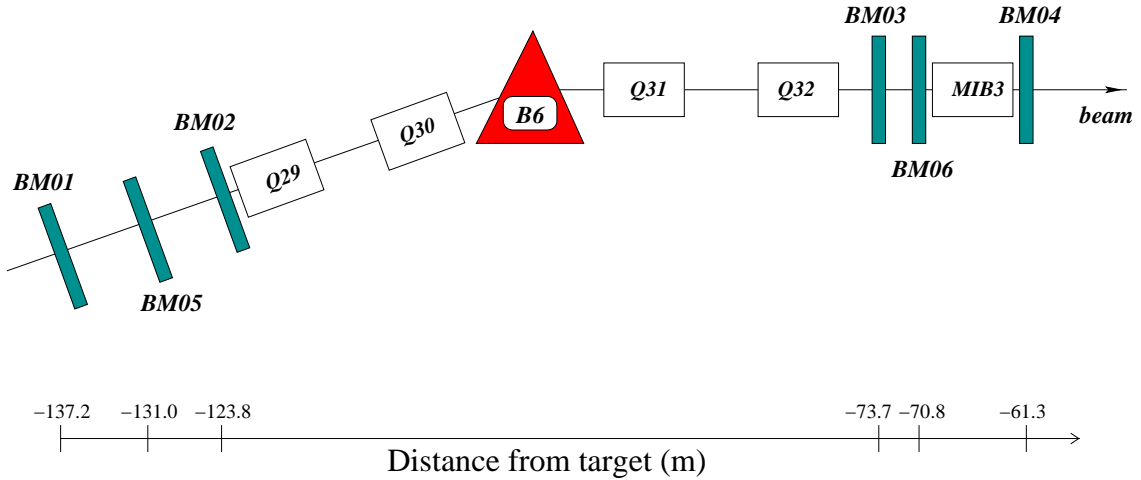 BM03
BM04
Q31
Q32
MIB3
B6
beam
BM02
Q30
BM06
Q29
BM01
BM05
−137.2
−131.0
−123.8
−73.7
−70.8
−61.3
Distance from target (m)